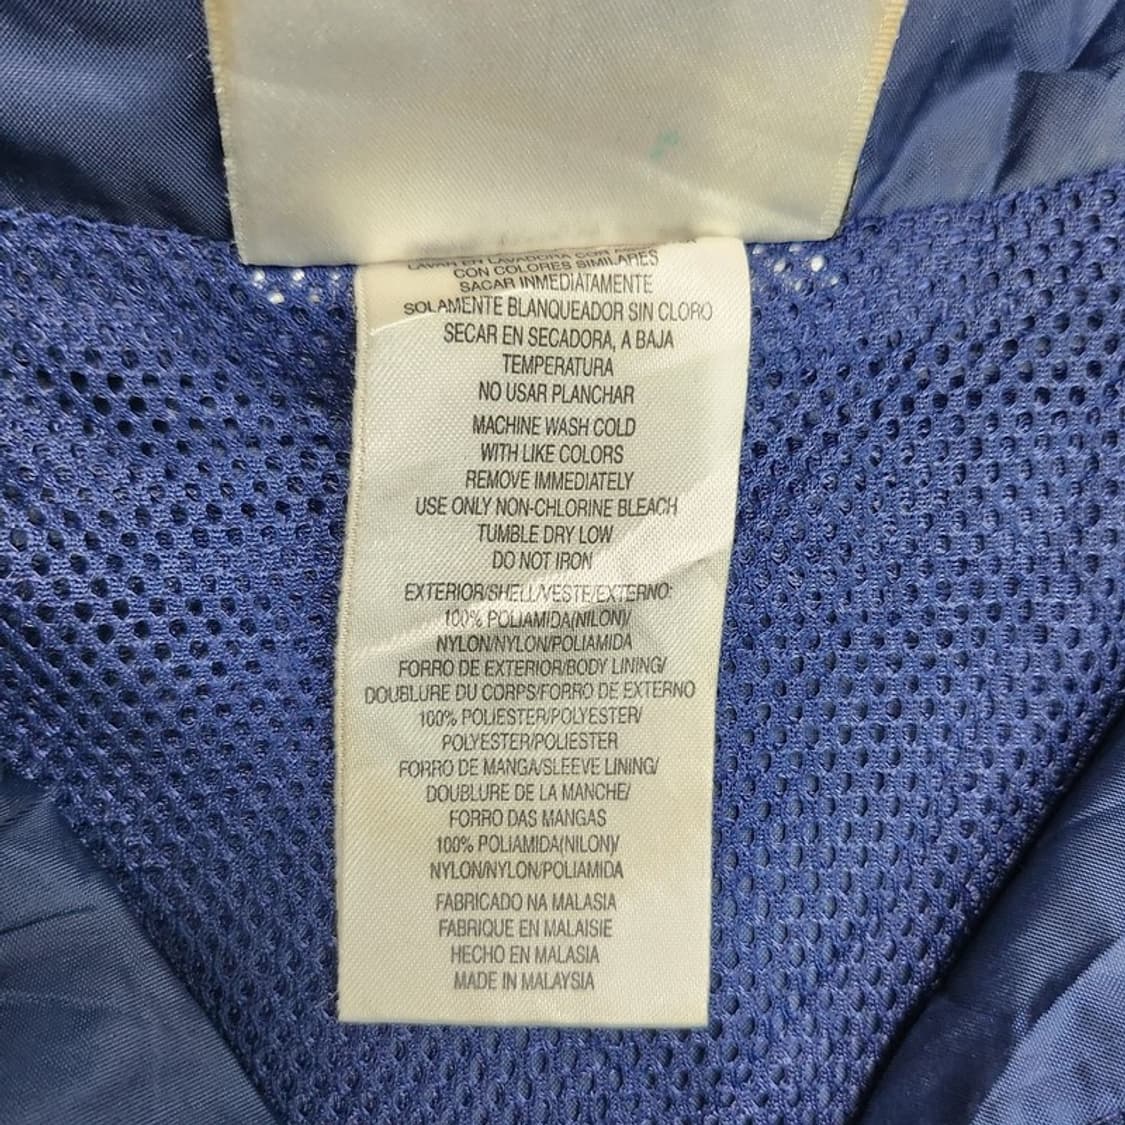 LAVAR EN LAVADORA CON
CON COLORES SIMILARES
SACAR INMEDIATAMENTE
SOLAMENTE BLANQUEADOR SIN CLORO
SECAR EN SECADORA, A BAJA
TEMPERATURA
NO USAR PLANCHAR
MACHINE WASH COLD
WITH LIKE COLORS
REMOVE IMMEDIATELY
USE ONLY NON-CHLORINE BLEACH
TUMBLE DRY LOW
DO NOT IRON
EXTERIOR/SHELL/VESTE/EXTERNO:
100% POLIAMIDA(NILON)/
NYLON/NYLON/POLIAMIDA
FORRO DE EXTERIOR/BODY LINING/
DOUBLURE DU CORPS/FORRO DE EXTERNO
100% POLIESTER/POLYESTER/
POLYESTER/POLIESTER
FORRO DE MANGA/SLEEVE LINING/
DOUBLURE DE LA MANCHE/
FORRO DAS MANGAS
100% POLIAMIDA(NILON)/
NYLON/NYLON/POLIAMIDA
FABRICADO NA MALASIA
FABRIQUE EN MALAISIE
HECHO EN MALASIA
MADE IN MALAYSIA